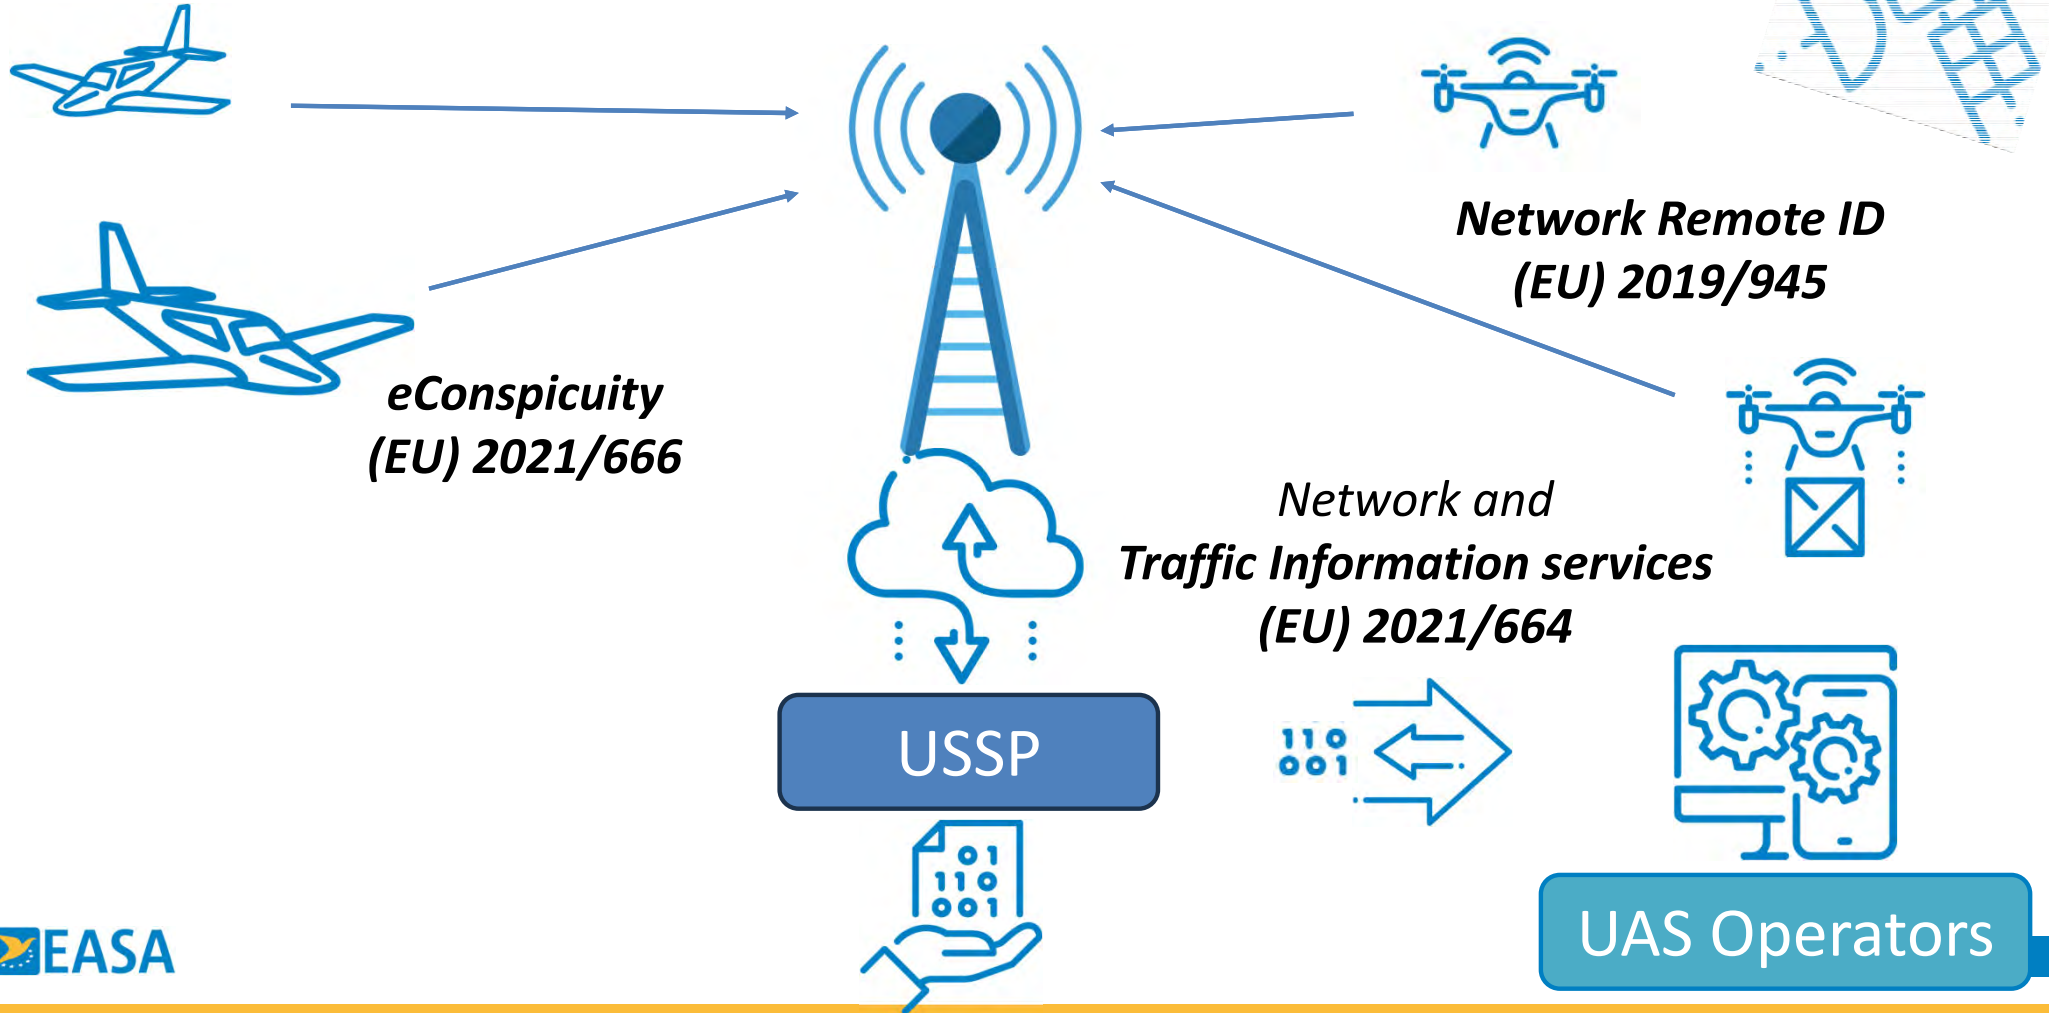 Network Remote ID
(EU) 2019/945
eConspicuity
(EU) 2021/666
Network and
Traffic Information services
(EU) 2021/664
USSP
110
001
01
110
001
UAS Operators
EASA